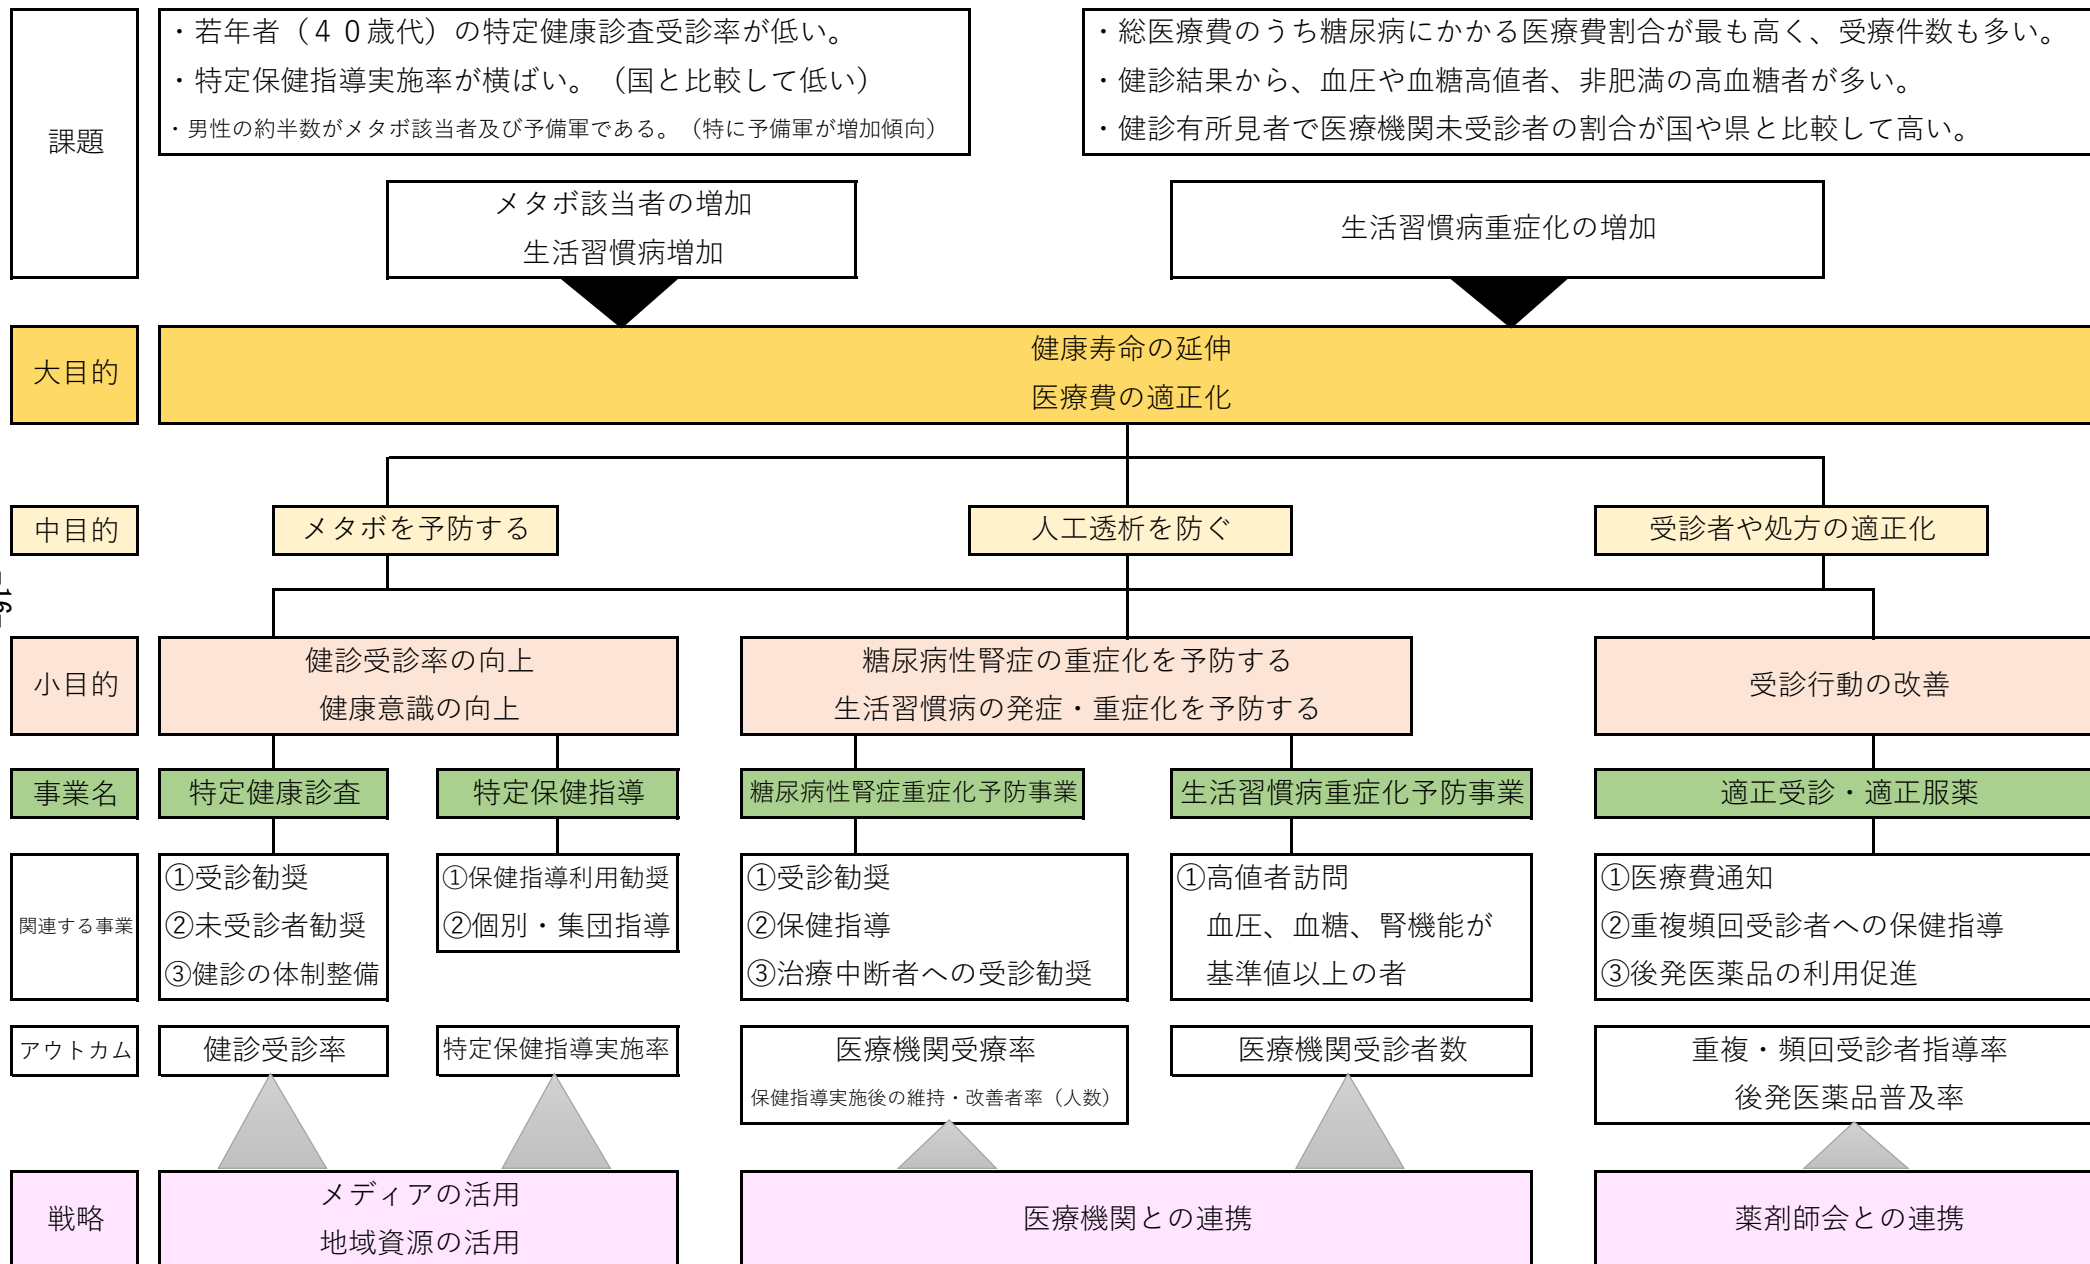 課題
・若年者（４０歳代）の特定健康診査受診率が低い。
・特定保健指導実施率が横ばい。（国と比較して低い）
・男性の約半数がメタボ該当者及び予備軍である。（特に予備軍が増加傾向）
・総医療費のうち糖尿病にかかる医療費割合が最も高く、受療件数も多い。
・健診結果から、血圧や血糖高値者、非肥満の高血糖者が多い。
・健診有所見者で医療機関未受診者の割合が国や県と比較して高い。
メタボ該当者の増加
生活習慣病増加
生活習慣病重症化の増加
大目的
健康寿命の延伸
医療費の適正化
中目的
メタボを予防する
人工透析を防ぐ
受診者や処方の適正化
-16-
小目的
健診受診率の向上
健康意識の向上
糖尿病性腎症の重症化を予防する
生活習慣病の発症・重症化を予防する
受診行動の改善
事業名
特定健康診査
特定保健指導
糖尿病性腎症重症化予防事業
生活習慣病重症化予防事業
適正受診・適正服薬
関連する事業
①受診勧奨
②未受診者勧奨
③健診の体制整備
①保健指導利用勧奨
②個別・集団指導
①受診勧奨
②保健指導
③治療中断者への受診勧奨
①高値者訪問
血圧、血糖、腎機能が
基準値以上の者
①医療費通知
②重複頻回受診者への保健指導
③後発医薬品の利用促進
アウトカム
健診受診率
特定保健指導実施率
医療機関受療率
保健指導実施後の維持・改善者率（人数）
医療機関受診者数
重複・頻回受診者指導率
後発医薬品普及率
戦略
メディアの活用
地域資源の活用
医療機関との連携
薬剤師会との連携